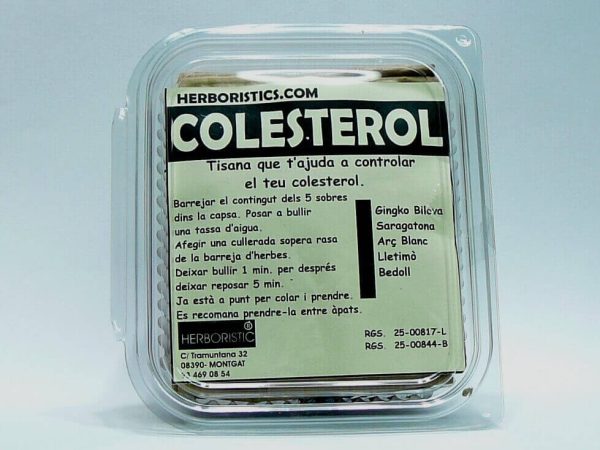 HERBORISTICS.COM
COLESTEROL
Tisana que t'ajuda a controlar
el teu colesterol.
Barrejar el contingut dels 5 sobres
dins la capsa. Posar a bullir
una tassa d'aigua.
Afegir una cullerada sopera rasa
de la barreja d'herbes.
Deixar bullir 1 min. per després
deixar reposar 5 min.
Ja està a punt per colar i prendre.
Es recomana prendre-la entre àpats.
Gingko Bilova
Saragatona
Arç Blanc
Lletimò
Bedoll
HERBORISTIC ®
C/ Tramuntana 32
08390- MONTGAT
469 08 54
RGS. 25-00817-L
RGS. 25-00844-B